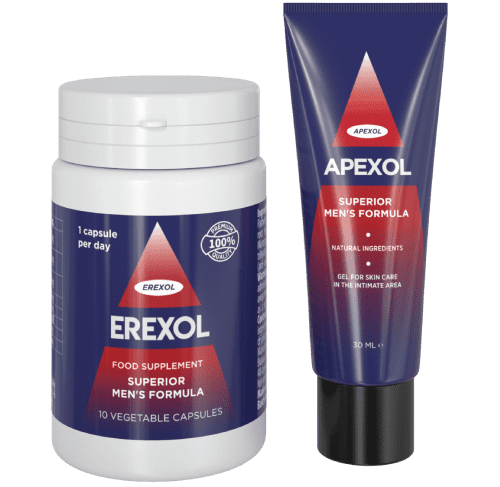 1 capsule
per day
PREMIUM
100%
QUALITY
EREXOL
EREXOL
FOOD SUPPLEMENT
SUPERIOR
MEN'S FORMULA
10 VEGETABLE CAPSULES
APEXOL
APEXOL
SUPERIOR
MEN'S FORMULA
NATURAL INGREDIENTS
GEL FOR SKIN CARE
IN THE INTIMATE AREA
30 ML ℮